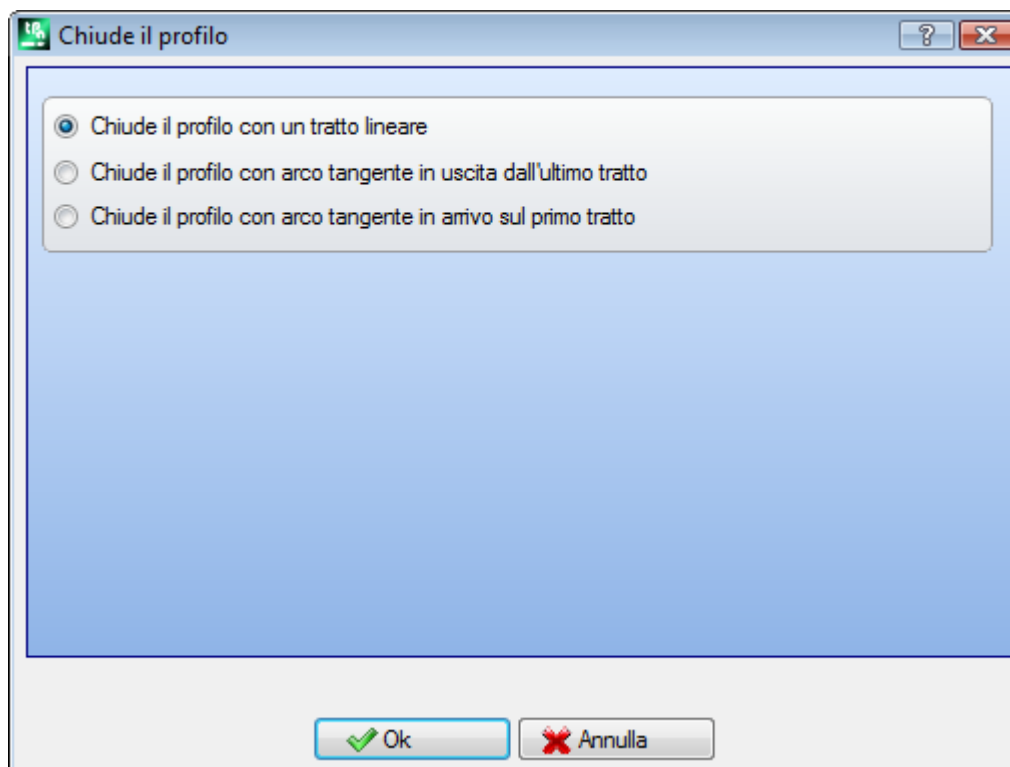 Chiude il profilo
Chiude il profilo con un tratto lineare
Chiude il profilo con arco tangente in uscita dall'ultimo tratto
Chiude il profilo con arco tangente in arrivo sul primo tratto
Ok
Annulla